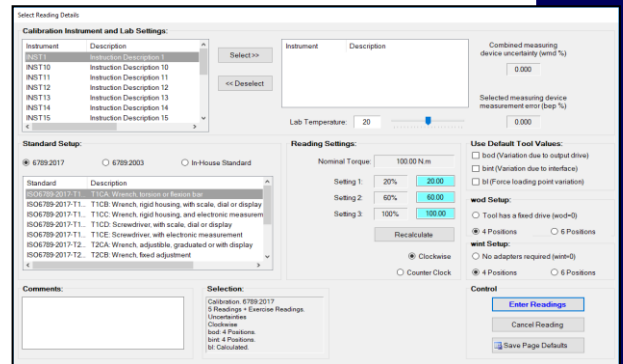 Select Reading Details
Calibration Instrument and Lab Settings:
Instrument Description
INST1 Instruction Description 1
INST10 Instruction Description 10
INST11 Instruction Description 11
INST12 Instruction Description 12
INST13 Instruction Description 13
INST14 Instruction Description 14
INST15 Instruction Description 15
Select>>
<< Deselect
Instrument Description
Lab Temperature: 20
Combined measuring
device uncertainty (wmd %)
0.000
Selected measuring device
measurement error (bep %)
0.000
Standard Setup:
6789:2017 6789:2003 In-House Standard
Standard Description
ISO6789-2017-T1... T1CA: Wrench, torsion or flexion bar
ISO6789-2017-T1... T1CB: Wrench, rigid housing, with scale, dial or display
ISO6789-2017-T1... T1CC: Wrench, rigid housing, and electronic measurem
ISO6789-2017-T1... T1CD: Screwdriver, with scale, dial or display
ISO6789-2017-T1... T1CE: Screwdriver, with electronic measurement
ISO6789-2017-T2... T2CA: Wrench, adjustable, graduated or with display
ISO6789-2017-T2... T2CB: Wrench, fixed adjustment
Reading Settings:
Nominal Torque: 100.00 N.m
Setting 1: 20% 20.00
Setting 2: 60% 60.00
Setting 3: 100% 100.00
Recalculate
Clockwise
Counter Clock
Use Default Tool Values:
bod (Variation due to output drive)
bint (Variation due to interface)
bl (Force loading point variation)
wod Setup:
Tool has a fixed drive (wod=0)
4 Positions 6 Positions
wint Setup:
No adapters required (wint=0)
4 Positions 6 Positions
Comments:
Selection:
Calibration. 6789:2017
5 Readings + Exercise Readings.
Uncertainties
Clockwise
bod: 4 Positions.
bint: 4 Positions.
bl: Calculated.
Control
Enter Readings
Cancel Reading
Save Page Defaults